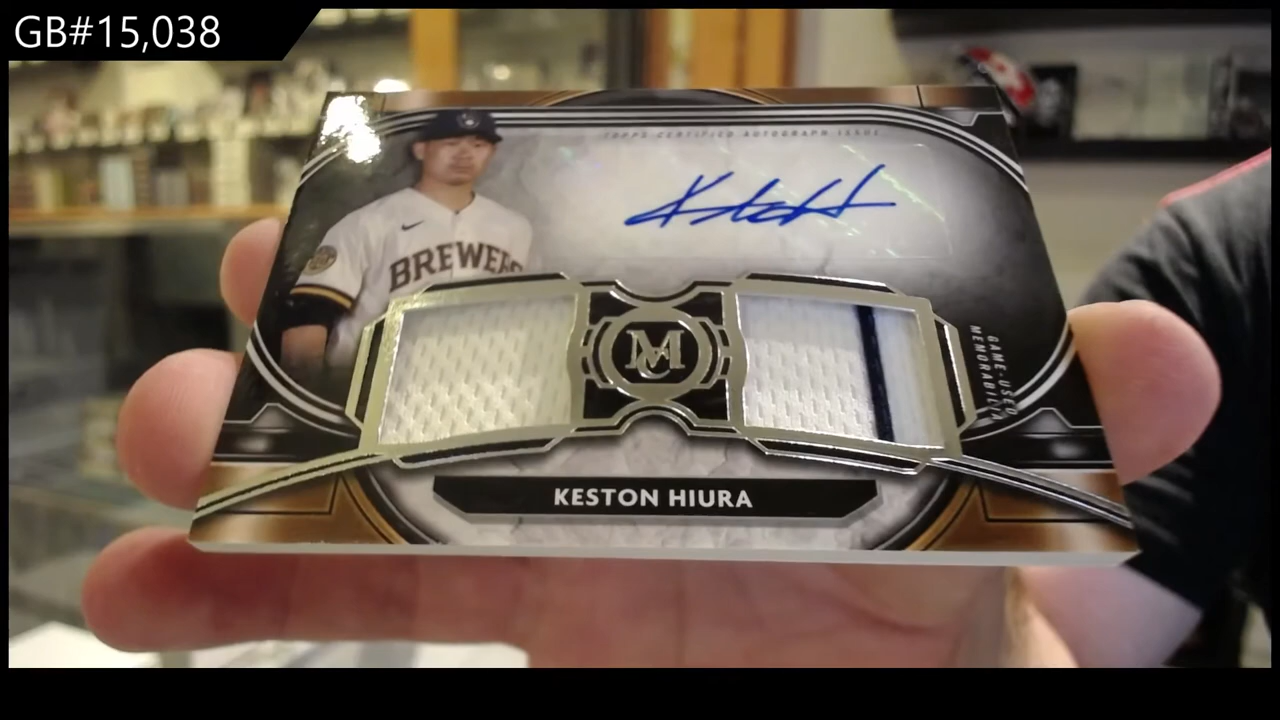 GB#15,038
TOPPS CERTIFIED AUTOGRAPH ISSUE
BREWERS
MC
GAME-USED
MEMORABILIA
KESTON HIURA